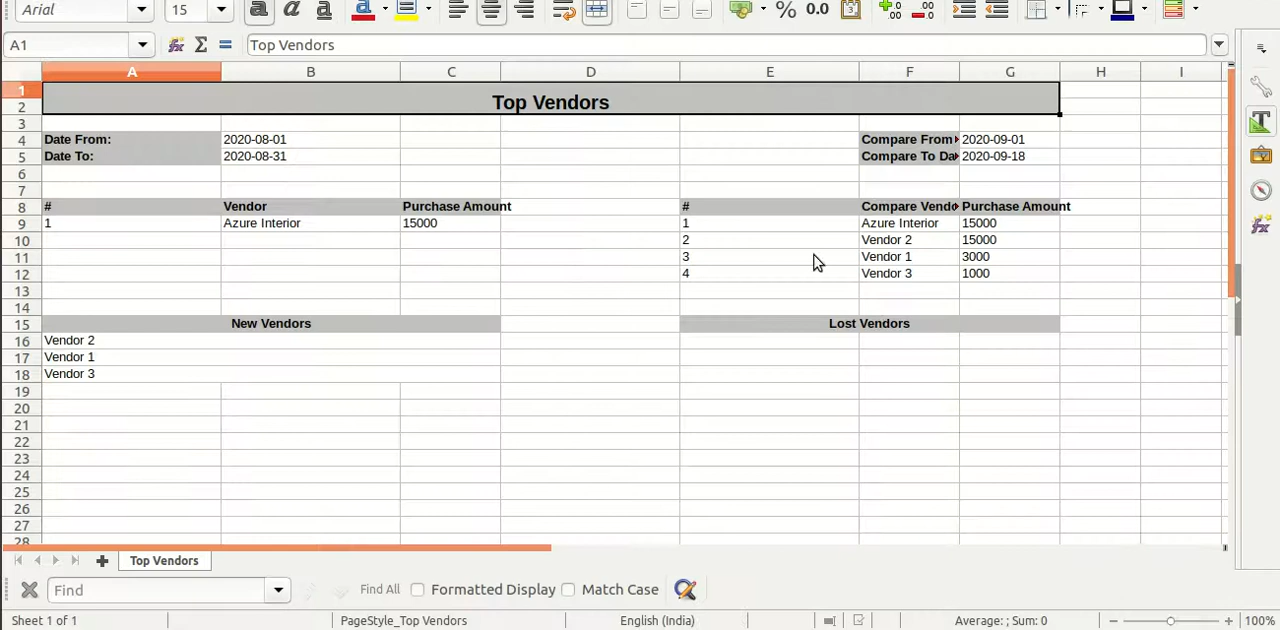 Arial 15 a a a a % 0.0
A1 Top Vendors
A B C D E F G H I
1 Top Vendors
2
3
4 Date From: 2020-08-01 Compare From 2020-09-01
5 Date To: 2020-08-31 Compare To Da 2020-09-18
6
7
8 # Vendor Purchase Amount # Compare Vendo Purchase Amount
9 1 Azure Interior 15000 1 Azure Interior 15000
10 2 Vendor 2 15000
11 3 Vendor 1 3000
12 4 Vendor 3 1000
13
14
15 New Vendors Lost Vendors
16 Vendor 2
17 Vendor 1
18 Vendor 3
19
20
21
22
23
24
25
26
27
28
Top Vendors
Find Find All Formatted Display Match Case
Sheet 1 of 1 PageStyle_Top Vendors English (India) Average: ; Sum: 0 100%